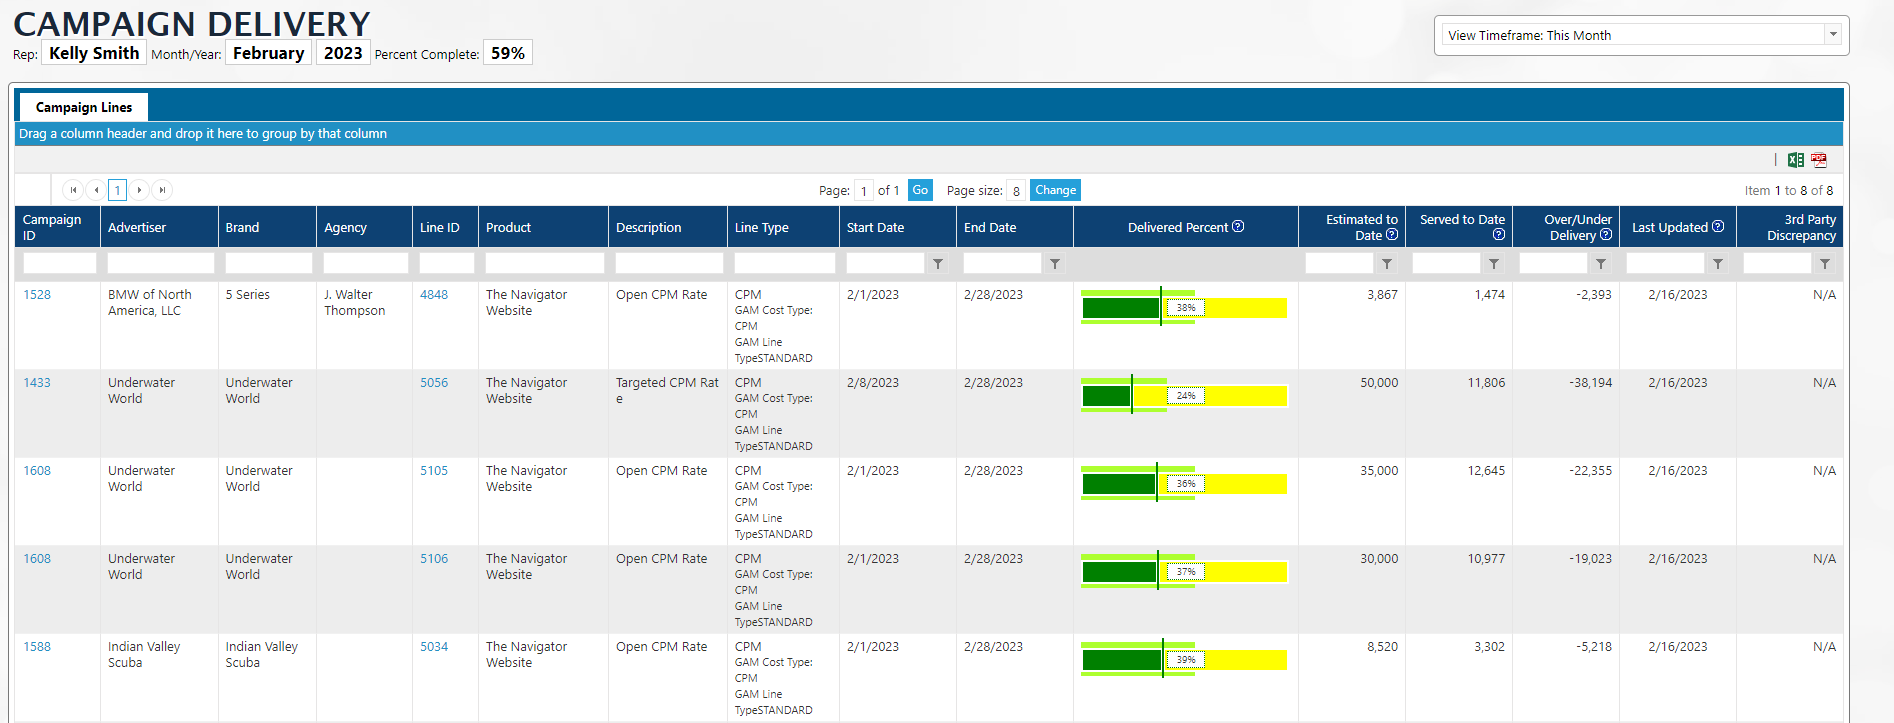 CAMPAIGN DELIVERY
Rep: Kelly Smith Month/Year: February 2023 Percent Complete: 59%
View Timeframe: This Month
Campaign Lines
Drag a column header and drop it here to group by that column
PDF
1 Page: 1 of 1 Go Page size: 8 Change Item 1 to 8 of 8
Campaign ID Advertiser Brand Agency Line ID Product Description Line Type Start Date End Date Delivered Percent Estimated to Date Served to Date Over/Under Delivery Last Updated 3rd Party Discrepancy
1528 BMW of North 5 Series J. Walter 4848 The Navigator Open CPM Rate CPM 2/1/2023 2/28/2023 38% 3,867 1,474 -2,393 2/16/2023 N/A
America, LLC Thompson Website GAM Cost Type:
CPM
GAM Line
TypeSTANDARD
1433 Underwater Underwater 5056 The Navigator Targeted CPM Rat CPM 2/8/2023 2/28/2023 24% 50,000 11,806 -38,194 2/16/2023 N/A
World World Website e GAM Cost Type:
CPM
GAM Line
TypeSTANDARD
1608 Underwater Underwater 5105 The Navigator Open CPM Rate CPM 2/1/2023 2/28/2023 36% 35,000 12,645 -22,355 2/16/2023 N/A
World World Website GAM Cost Type:
CPM
GAM Line
TypeSTANDARD
1608 Underwater Underwater 5106 The Navigator Open CPM Rate CPM 2/1/2023 2/28/2023 37% 30,000 10,977 -19,023 2/16/2023 N/A
World World Website GAM Cost Type:
CPM
GAM Line
TypeSTANDARD
1588 Indian Valley Indian Valley 5034 The Navigator Open CPM Rate CPM 2/1/2023 2/28/2023 39% 8,520 3,302 -5,218 2/16/2023 N/A
Scuba Scuba Website GAM Cost Type:
CPM
GAM Line
TypeSTANDARD